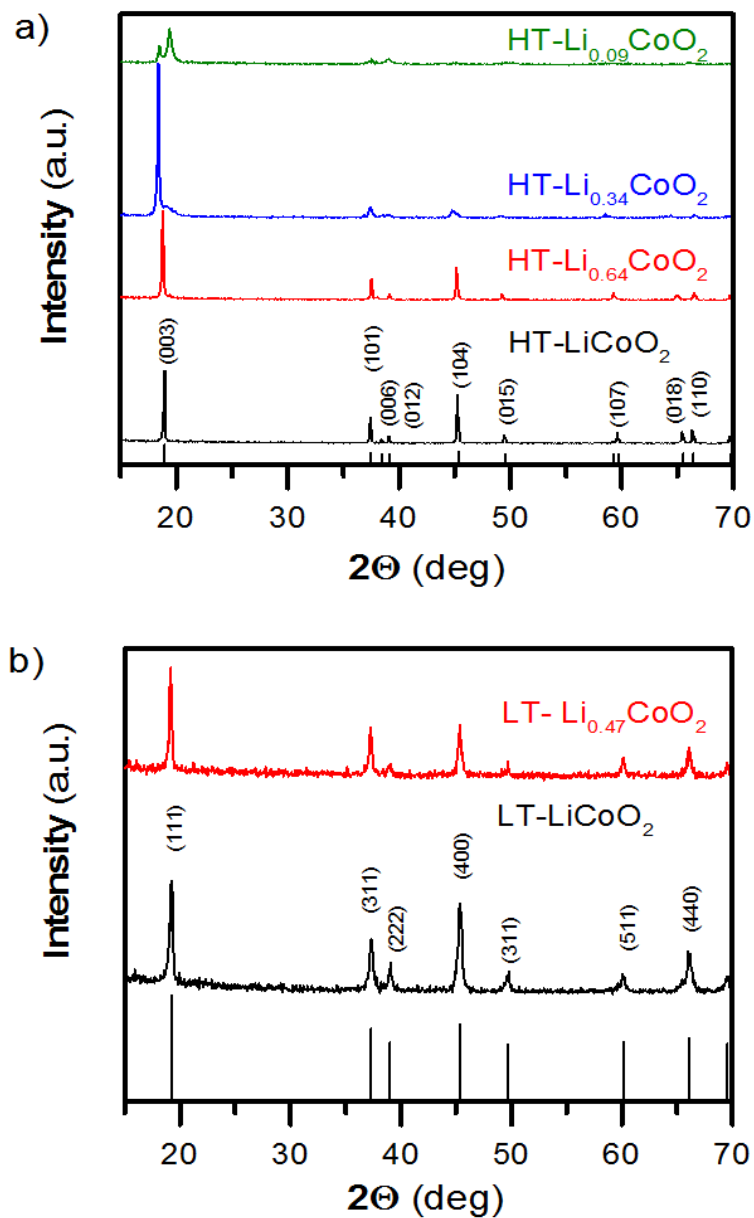 a)
HT-Li0.09CoO2
HT-Li0.34CoO2
HT-Li0.64CoO2
HT-LiCoO2
(003)
(101)
(006)
(012)
(104)
(015)
(107)
(018)
(110)
Intensity (a.u.)
20 30 40 50 60 70
2Θ (deg)
b)
LT- Li0.47CoO2
LT-LiCoO2
(111)
(311)
(222)
(400)
(311)
(511)
(440)
Intensity (a.u.)
20 30 40 50 60 70
2Θ (deg)